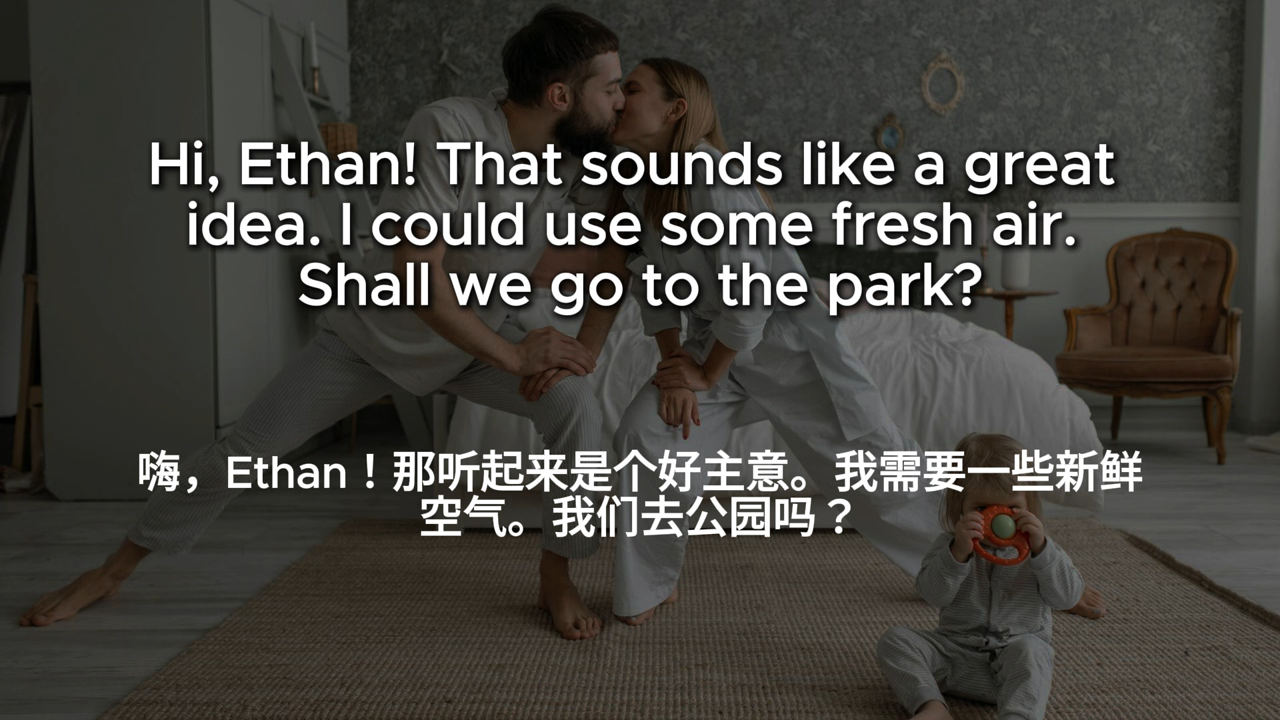 Hi, Ethan! That sounds like a great
idea. I could use some fresh air.
Shall we go to the park?
嗨，Ethan！那听起来是个好主意。我需要一些新鲜
空气。我们去公园吗？